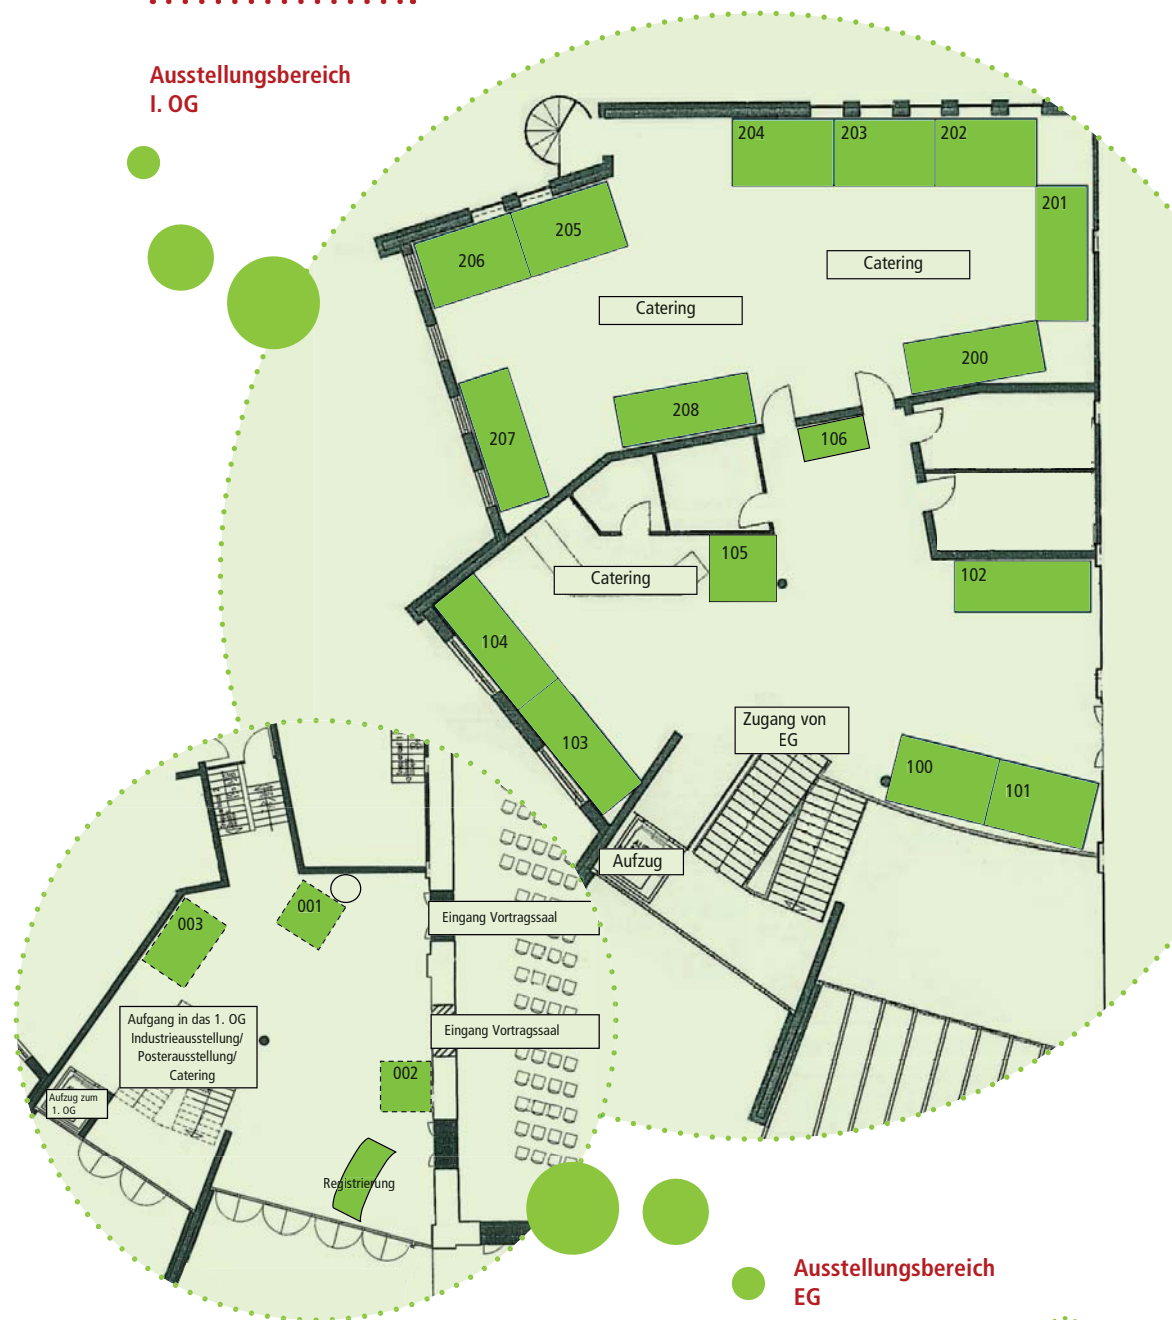 Ausstellungsbereich
I. OG
204
203
202
201
205
206
Catering
Catering
200
208
207
106
105
Catering
102
104
103
Zugang von
EG
100
101
Aufzug
001
003
Eingang Vortragssaal
Aufgang in das 1. OG
Industrieausstellung/
Posterausstellung/
Catering
Eingang Vortragssaal
002
Aufzug zum
1. OG
Registrierung
Ausstellungsbereich
EG